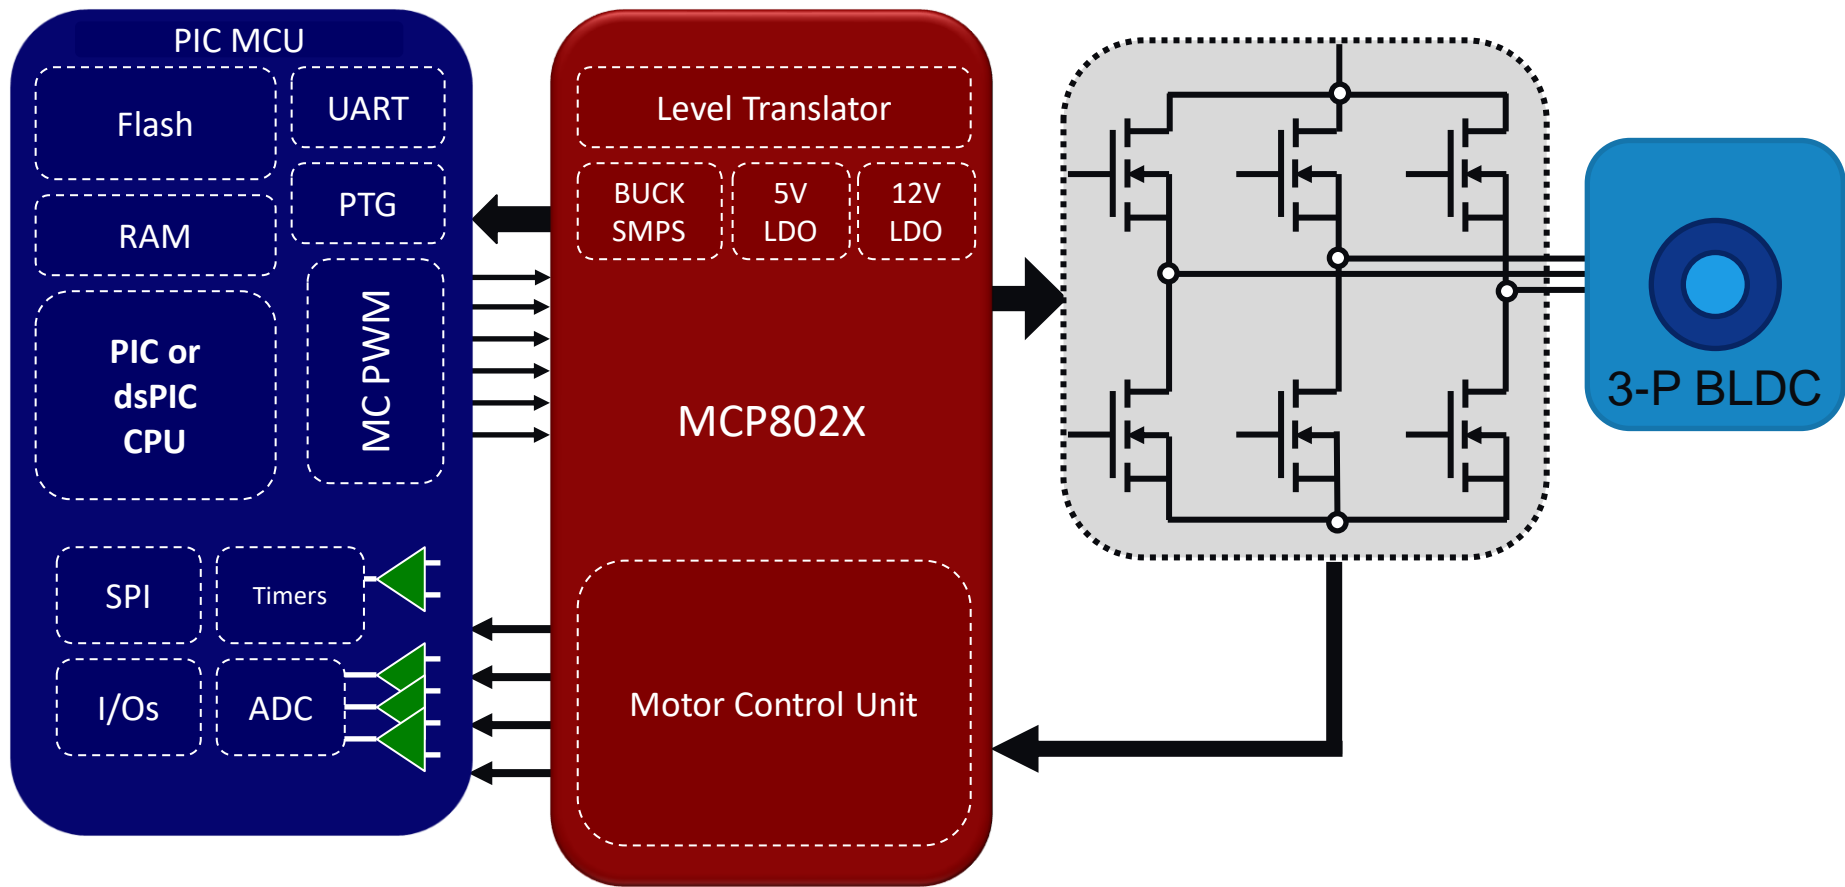 PIC MCU
Flash
UART
RAM
PTG
PIC or
dsPIC
CPU
MC PWM
SPI
Timers
I/Os
ADC
Level Translator
BUCK
SMPS
5V
LDO
12V
LDO
MCP802X
Motor Control Unit
3-P BLDC